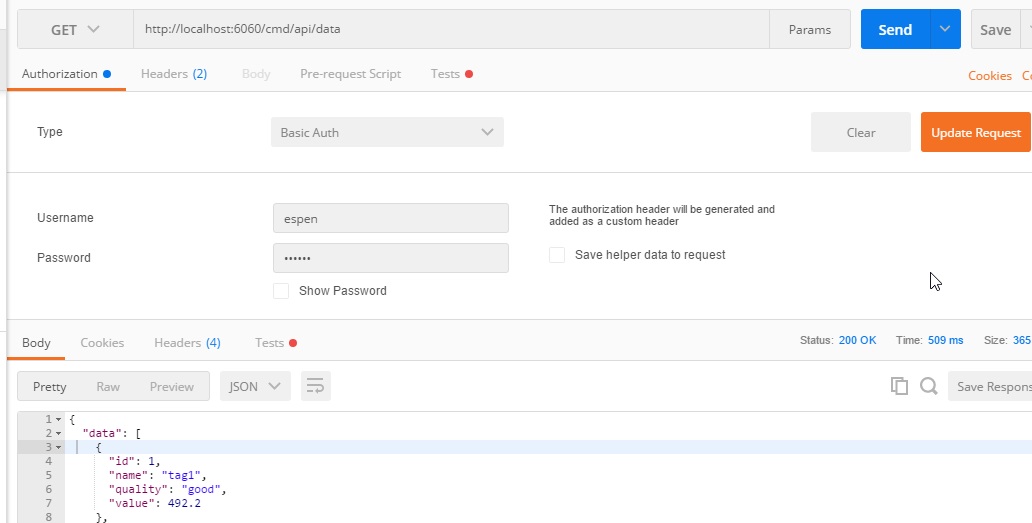 GET http://localhost:6060/cmd/api/data Params Send Save
Authorization Headers (2) Body Pre-request Script Tests Cookies
Type Basic Auth Clear Update Request
Username espen The authorization header will be generated and
added as a custom header
Password •••••• Save helper data to request
Show Password
Body Cookies Headers (4) Tests Status: 200 OK Time: 509 ms Size: 365
Pretty Raw Preview JSON Save Respons
1 {
2 "data": [
3 {
4 "id": 1,
5 "name": "tag1",
6 "quality": "good",
7 "value": 492.2
8 },